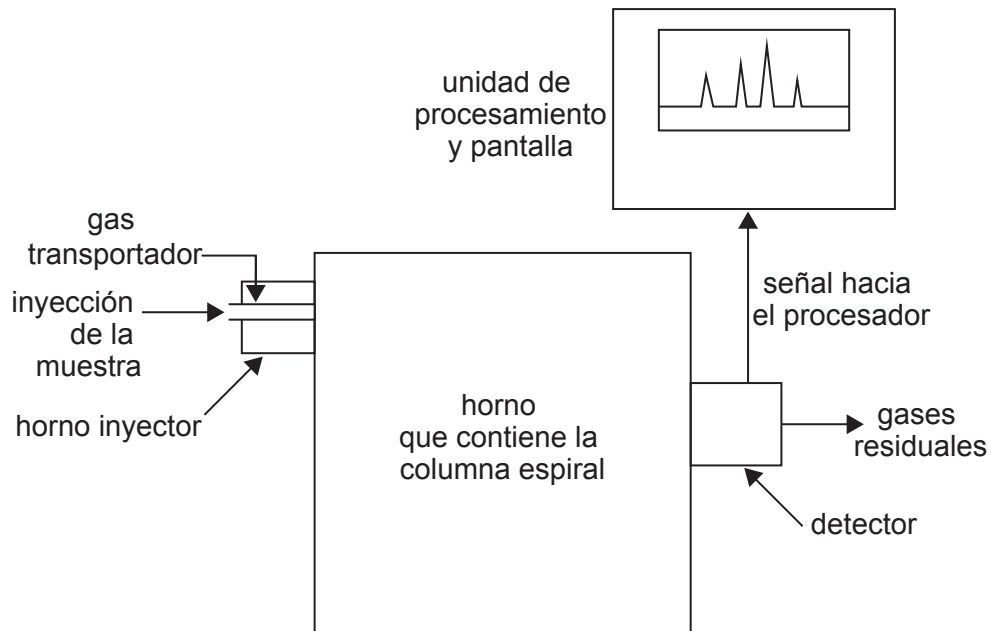 unidad de
procesamiento
y pantalla
gas
transportador
inyección
de la
muestra
horno inyector
horno
que contiene la
columna espiral
señal hacia
el procesador
gases
residuales
detector